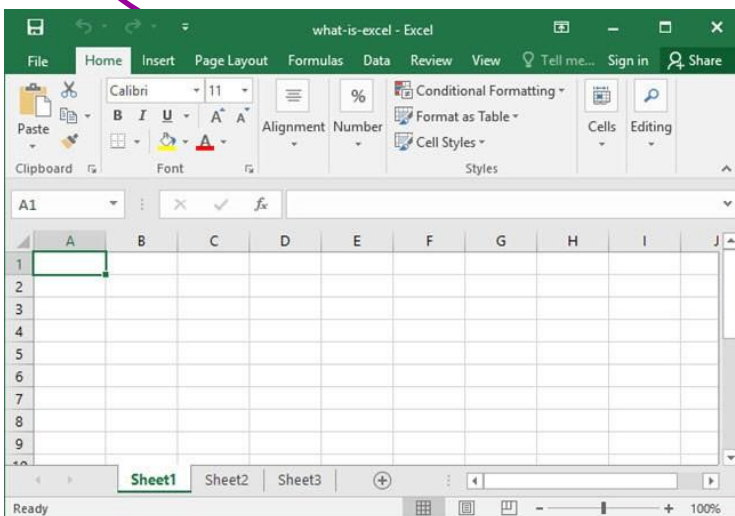 what-is-excel - Excel
File Home Insert Page Layout Formulas Data Review View Tell me... Sign in Share
Calibri 11
Conditional Formatting
B I U A A
Format as Table
Paste Alignment Number Cells Editing
A
Cell Styles
Clipboard Font Styles
A1 fx
A B C D E F G H I J
1
2
3
4
5
6
7
8
9
10
Sheet1 Sheet2 Sheet3
Ready 100%